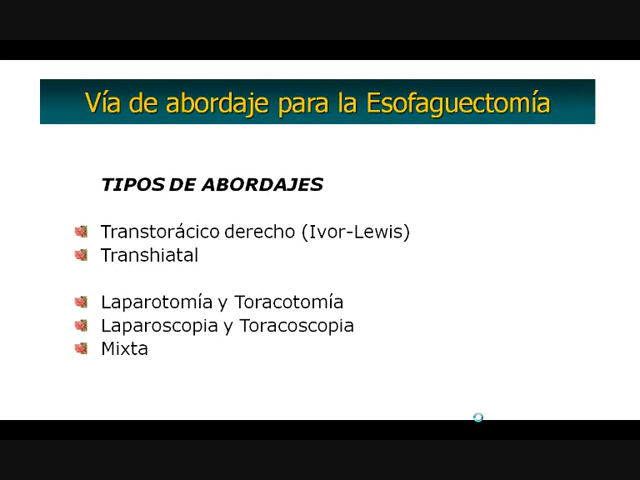 Vía de abordaje para la Esofaguectomía
TIPOS DE ABORDAJES
Transtorácico derecho (Ivor-Lewis)
Transhiatal
Laparotomía y Toracotomía
Laparoscopia y Toracoscopia
Mixta